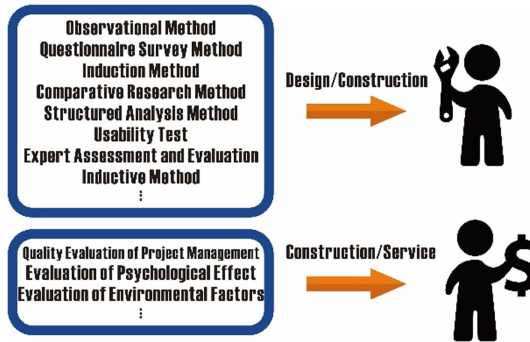 Observational Method
Questionnaire Survey Method
Induction Method
Comparative Research Method
Structured Analysis Method
Usability Test
Expert Assessment and Evaluation
Inductive Method
⋮
Design/Construction
Quality Evaluation of Project Management
Evaluation of Psychological Effect
Evaluation of Environmental Factors
⋮
Construction/Service
$